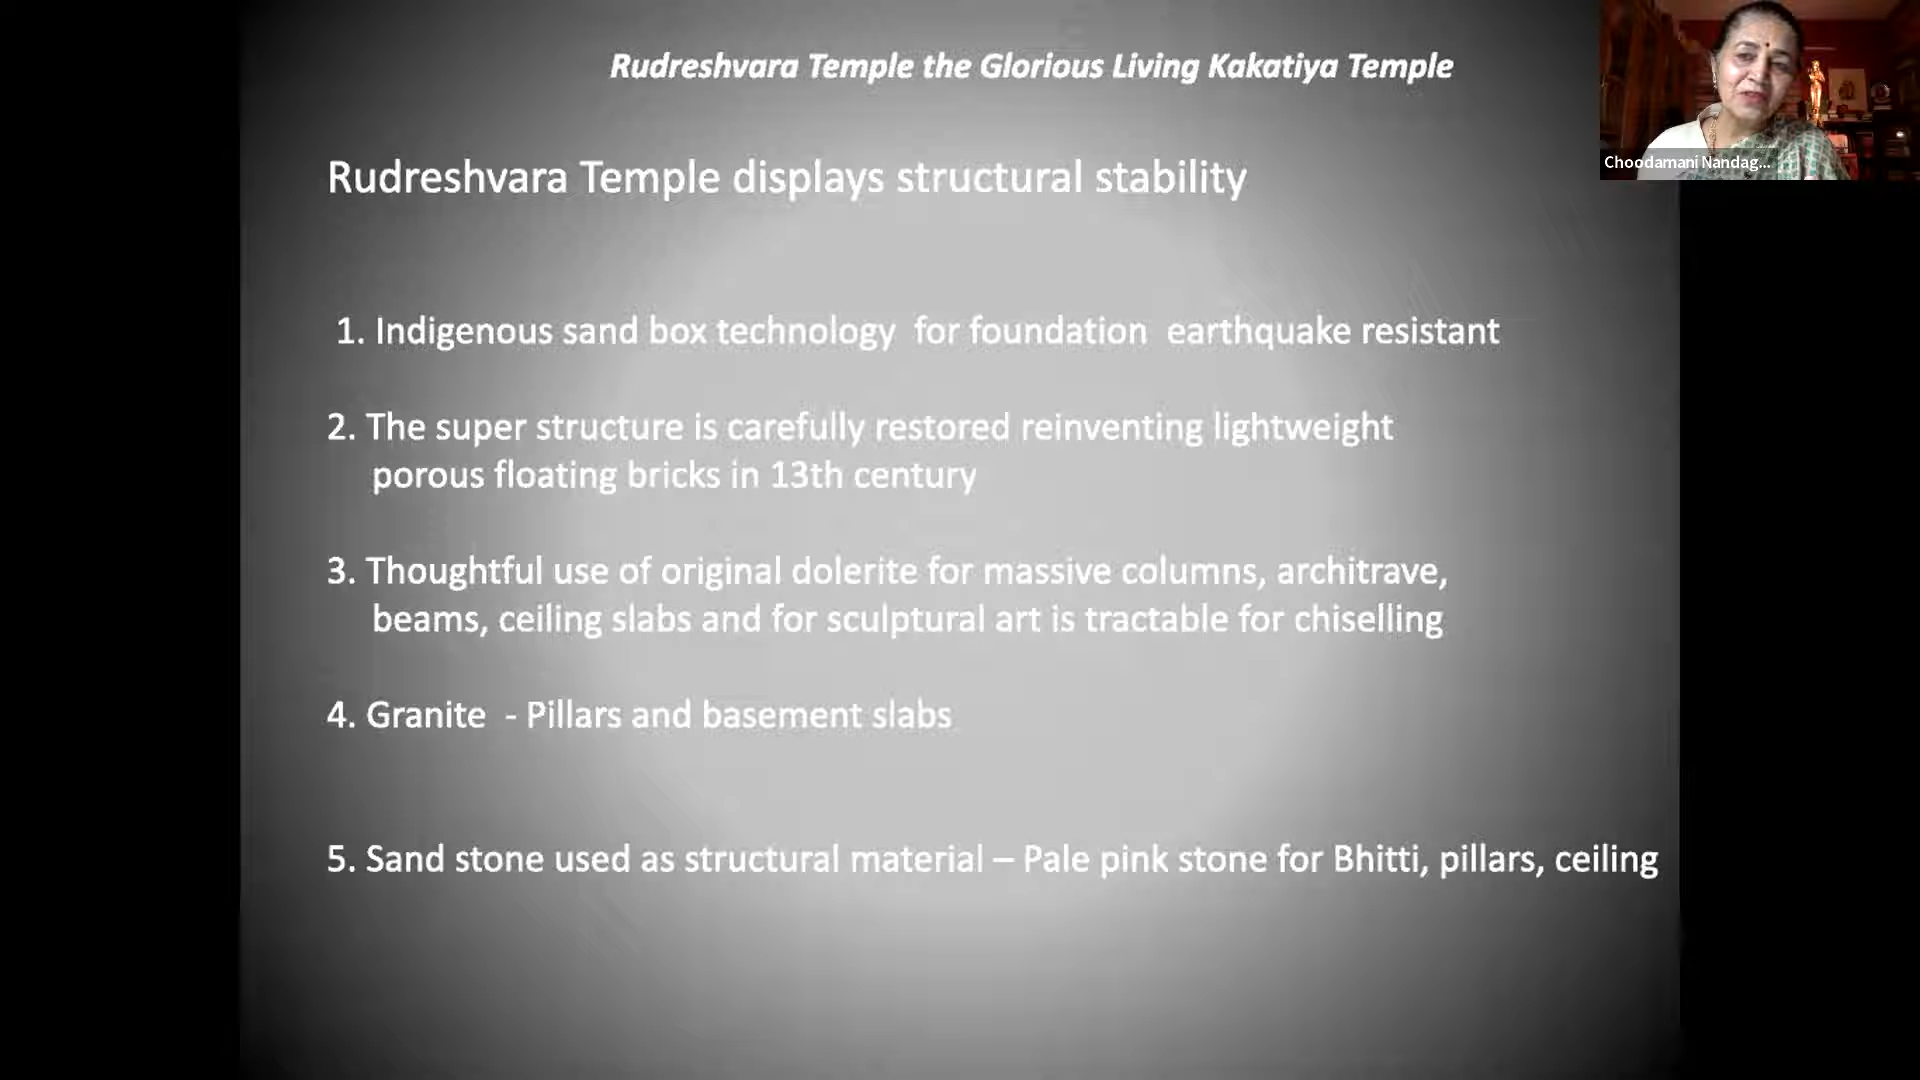 Rudreshvara Temple the Glorious Living Kakatiya Temple
Choodamani Nandag...
Rudreshvara Temple displays structural stability
1. Indigenous sand box technology for foundation earthquake resistant
2. The super structure is carefully restored reinventing lightweight
porous floating bricks in 13th century
3. Thoughtful use of original dolerite for massive columns, architrave,
beams, ceiling slabs and for sculptural art is tractable for chiselling
4. Granite - Pillars and basement slabs
5. Sand stone used as structural material – Pale pink stone for Bhitti, pillars, ceiling